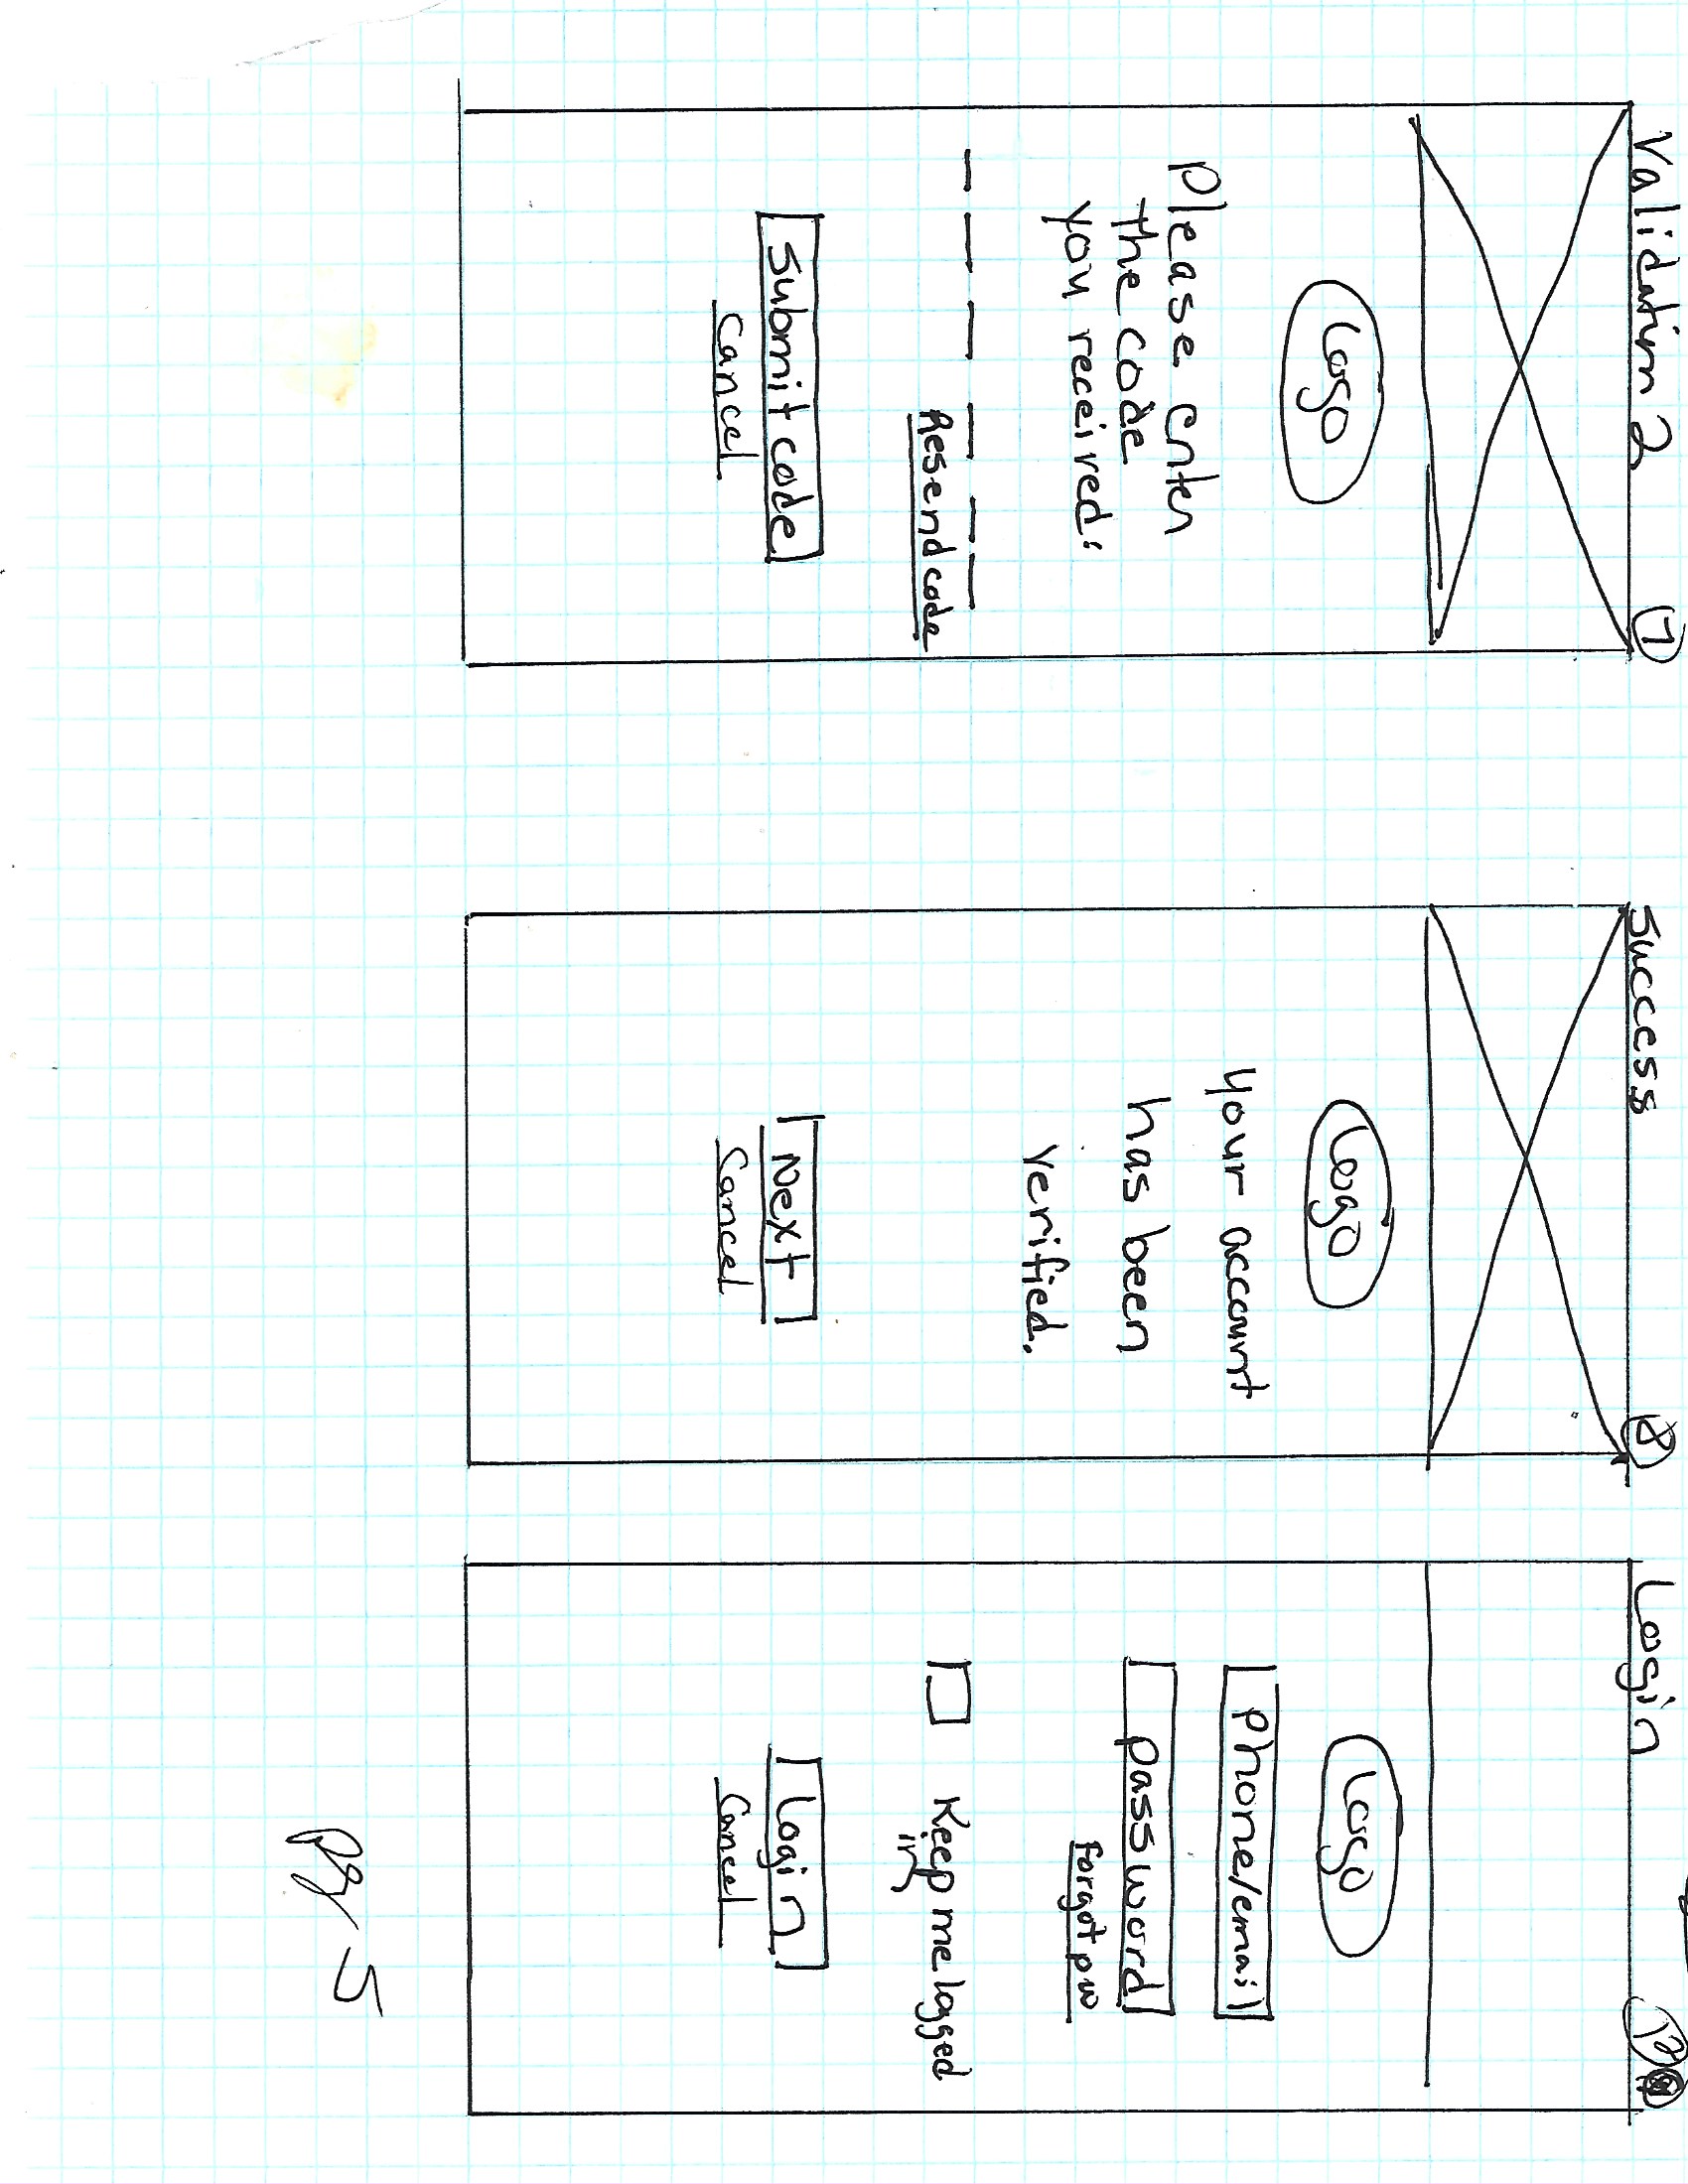 Validation 2
7
Logo
Please enter
The code
you received:
Resend code
Submit code
Cancel
Success
8
Logo
Your account
has been
verified.
Next
Cancel
Login
Logo
Phone/email
password
Forgot pw
Keep me logged
in
Login
Cancel
pg 5